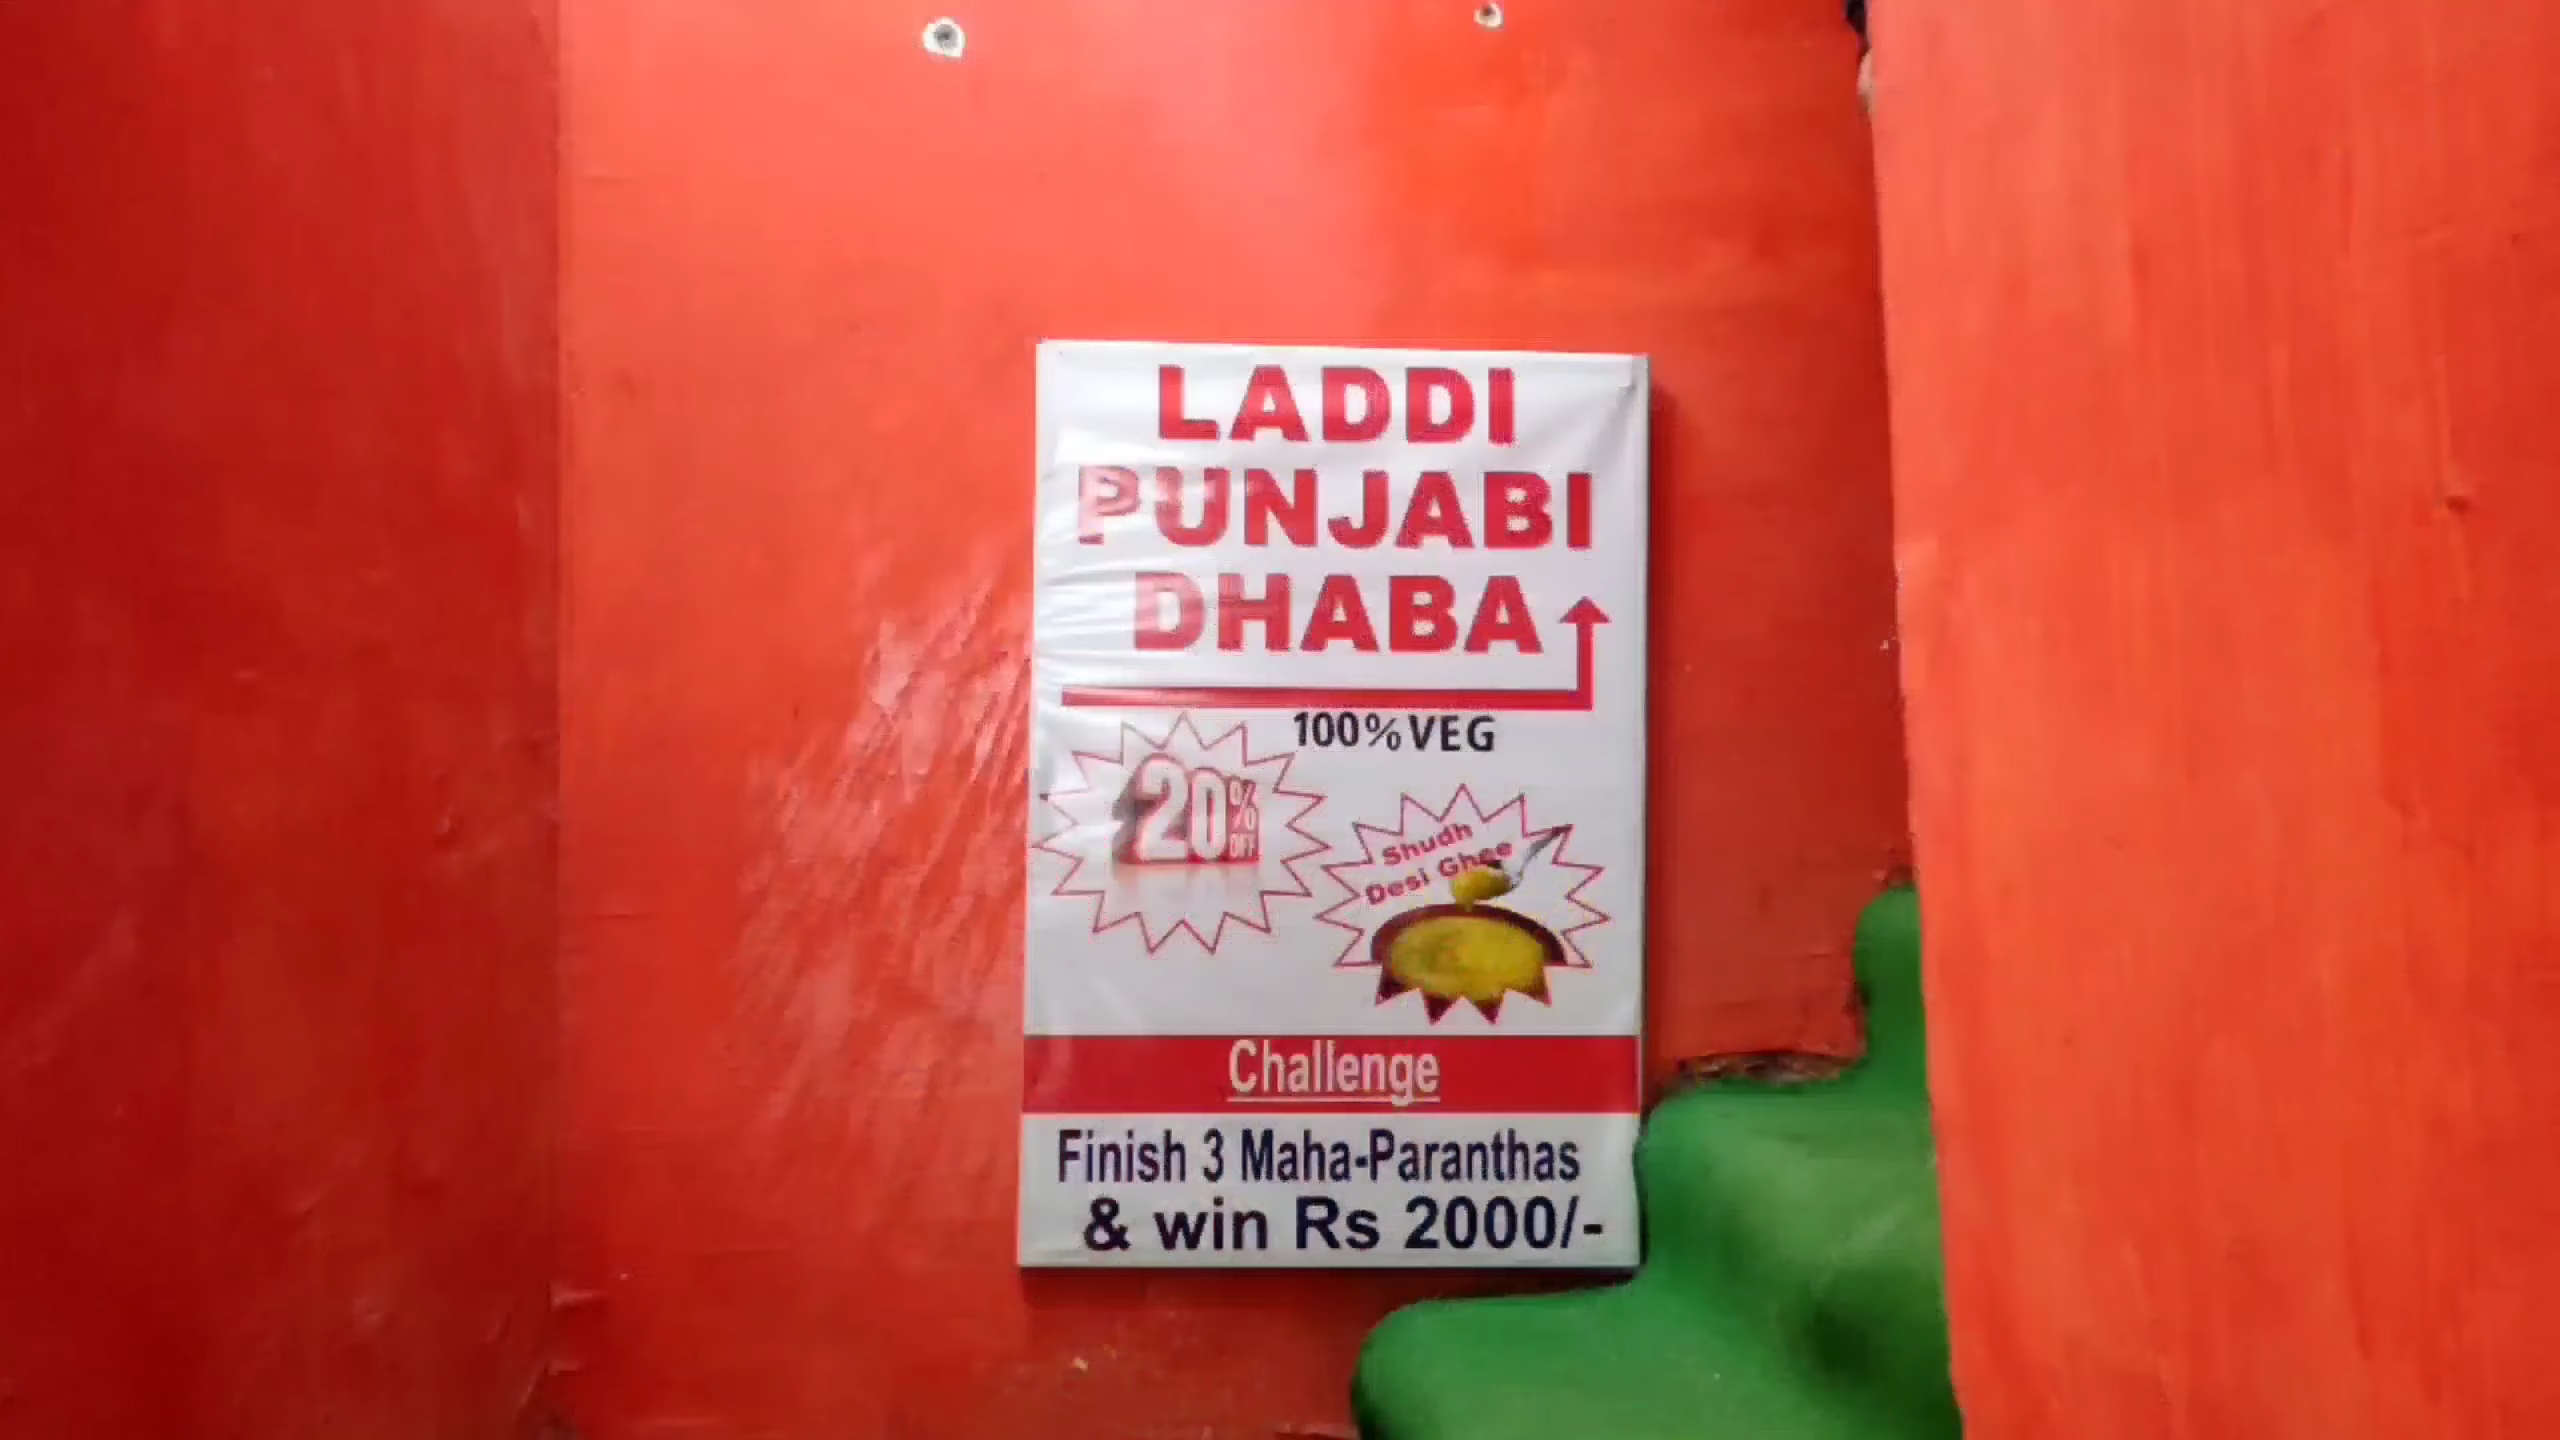 LADDI
PUNJABI
DHABA
100% VEG
20% OFF
Shudh
Desi Ghee
Challenge
Finish 3 Maha-Paranthas
& win Rs 2000/-